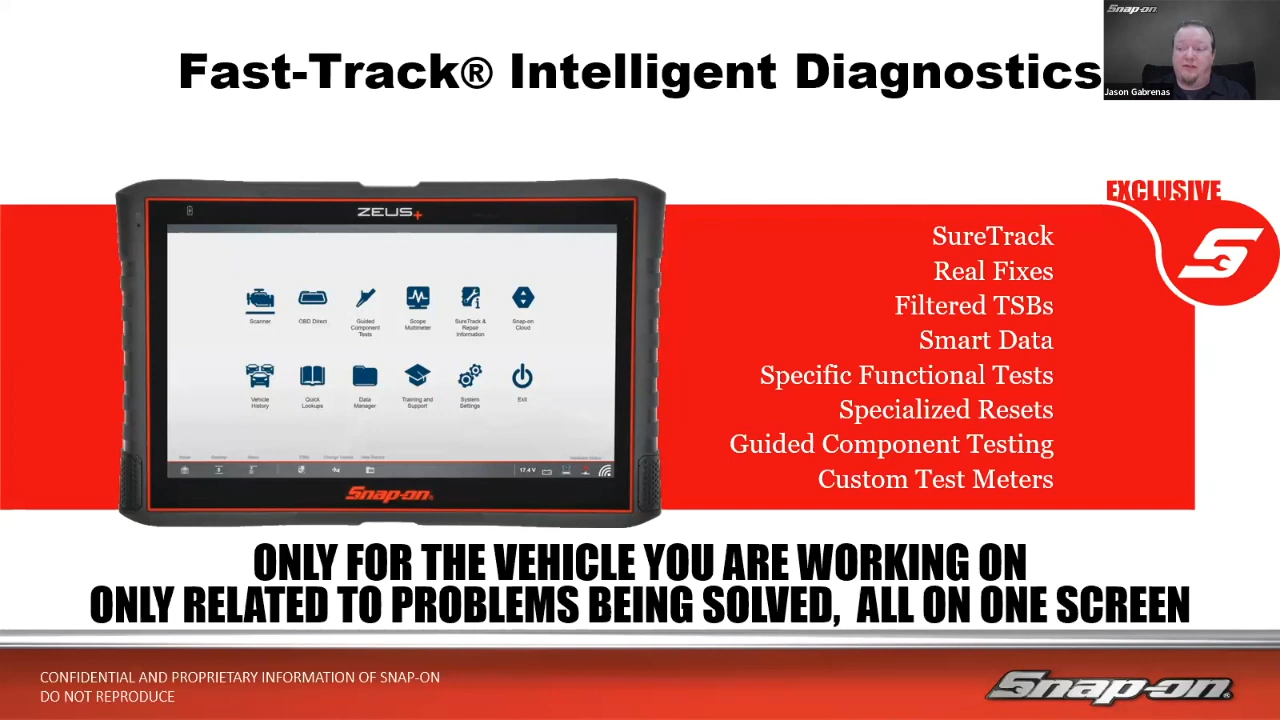 Fast-Track® Intelligent Diagnostics
Snap-on
Jason Gabrenas
EXCLUSIVE
ZEUS+
Scanner
OBD Direct
Guided
Component
Tests
Scope
Multimeter
SureTrack &
Repair
Information
Snap-on
Cloud
Vehicle
History
Quick
Lookups
Data
Manager
Training and
Support
System
Settings
Exit
17.4 V
Snap-on®
SureTrack
Real Fixes
Filtered TSBs
Smart Data
Specific Functional Tests
Specialized Resets
Guided Component Testing
Custom Test Meters
ONLY FOR THE VEHICLE YOU ARE WORKING ON
ONLY RELATED TO PROBLEMS BEING SOLVED, ALL ON ONE SCREEN
CONFIDENTIAL AND PROPRIETARY INFORMATION OF SNAP-ON
DO NOT REPRODUCE
Snap-on®